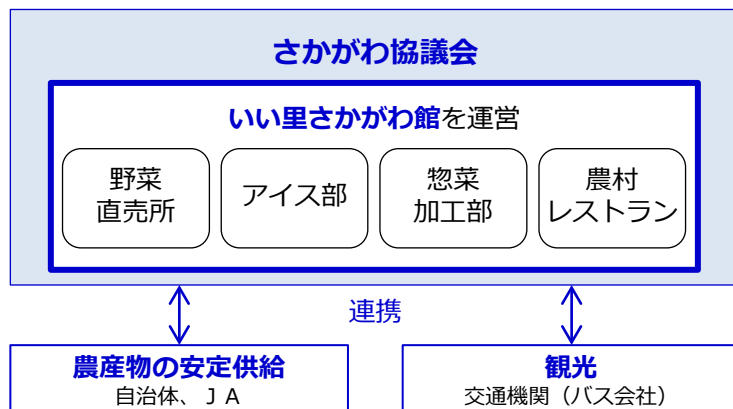 さかがわ協議会
いい里さかがわ館を運営
野菜
直売所
アイス部
惣菜
加工部
農村
レストラン
連携
農産物の安定供給
自治体、ＪＡ
観光
交通機関（バス会社）